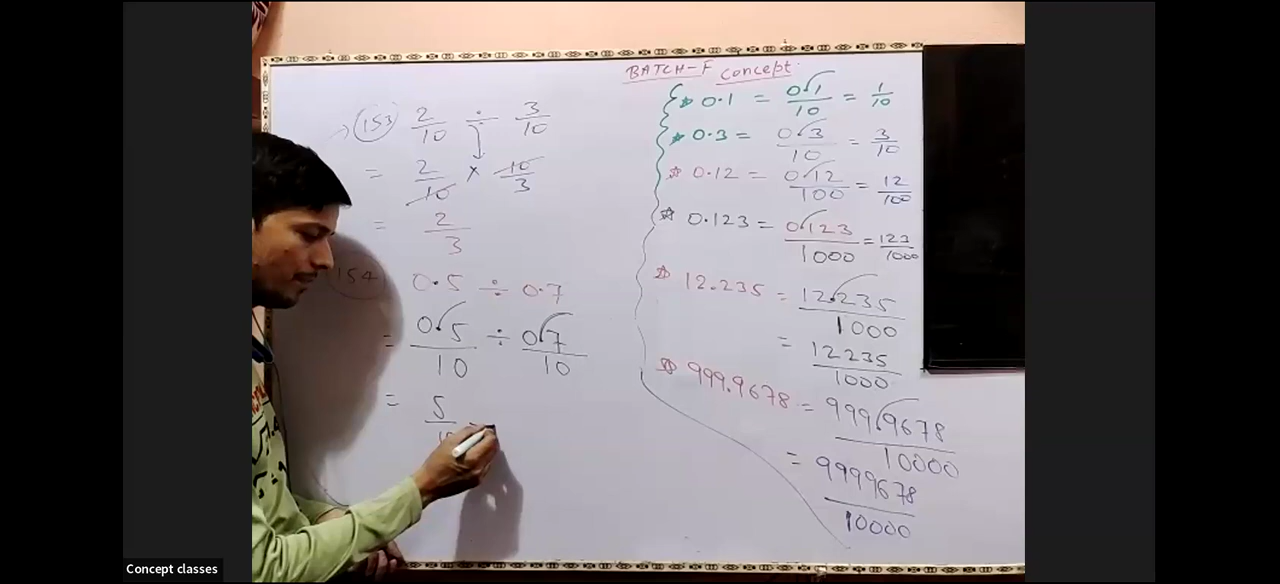 BATCH-F Concept
(153) 2/10 ÷ 3/10
= 2/10 × 10/3
= 2/3
(154) 0.5 ÷ 0.7
= 0.5/10 ÷ 0.7/10
= 5/10
☆ 0.1 = 0.1/10 = 1/10
☆ 0.3 = 0.3/10 = 3/10
☆ 0.12 = 0.12/100 = 12/100
☆ 0.123 = 0.123/1000 = 123/1000
☆ 12.235 = 12.235/1000
= 12235/1000
☆ 999.9678 = 999.9678/10000
= 9999678/10000
Concept classes